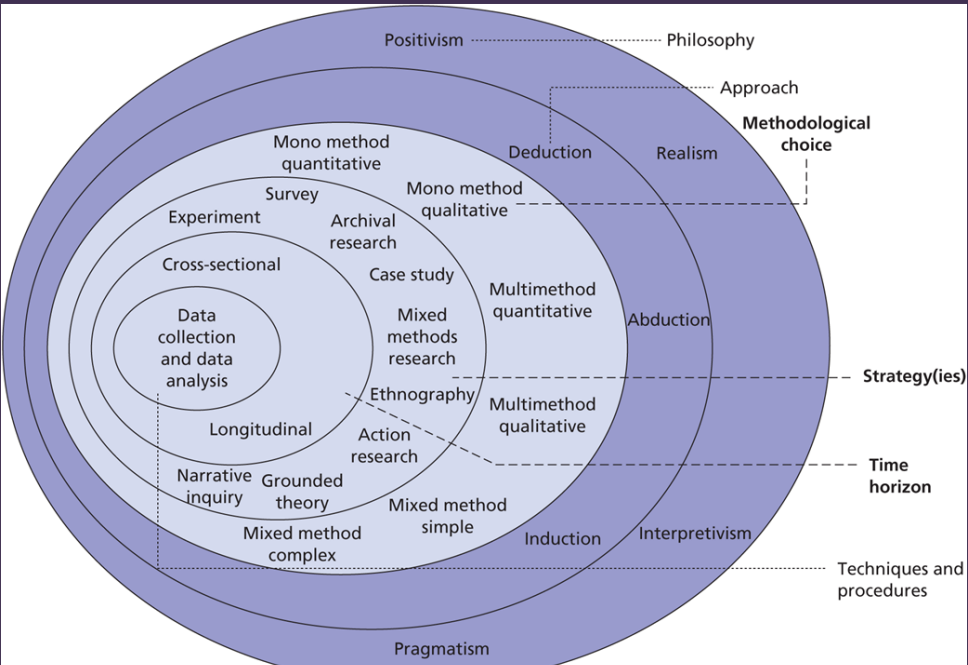 Positivism
Philosophy
Approach
Methodological
choice
Mono method
quantitative
Deduction
Realism
Survey
Mono method
qualitative
Experiment
Archival
research
Cross-sectional
Case study
Multimethod
quantitative
Data
collection
and data
analysis
Mixed
methods
research
Abduction
Strategy(ies)
Ethnography
Multimethod
qualitative
Longitudinal
Action
research
Time
horizon
Narrative
inquiry
Grounded
theory
Mixed method
simple
Mixed method
complex
Induction
Interpretivism
Techniques and
procedures
Pragmatism